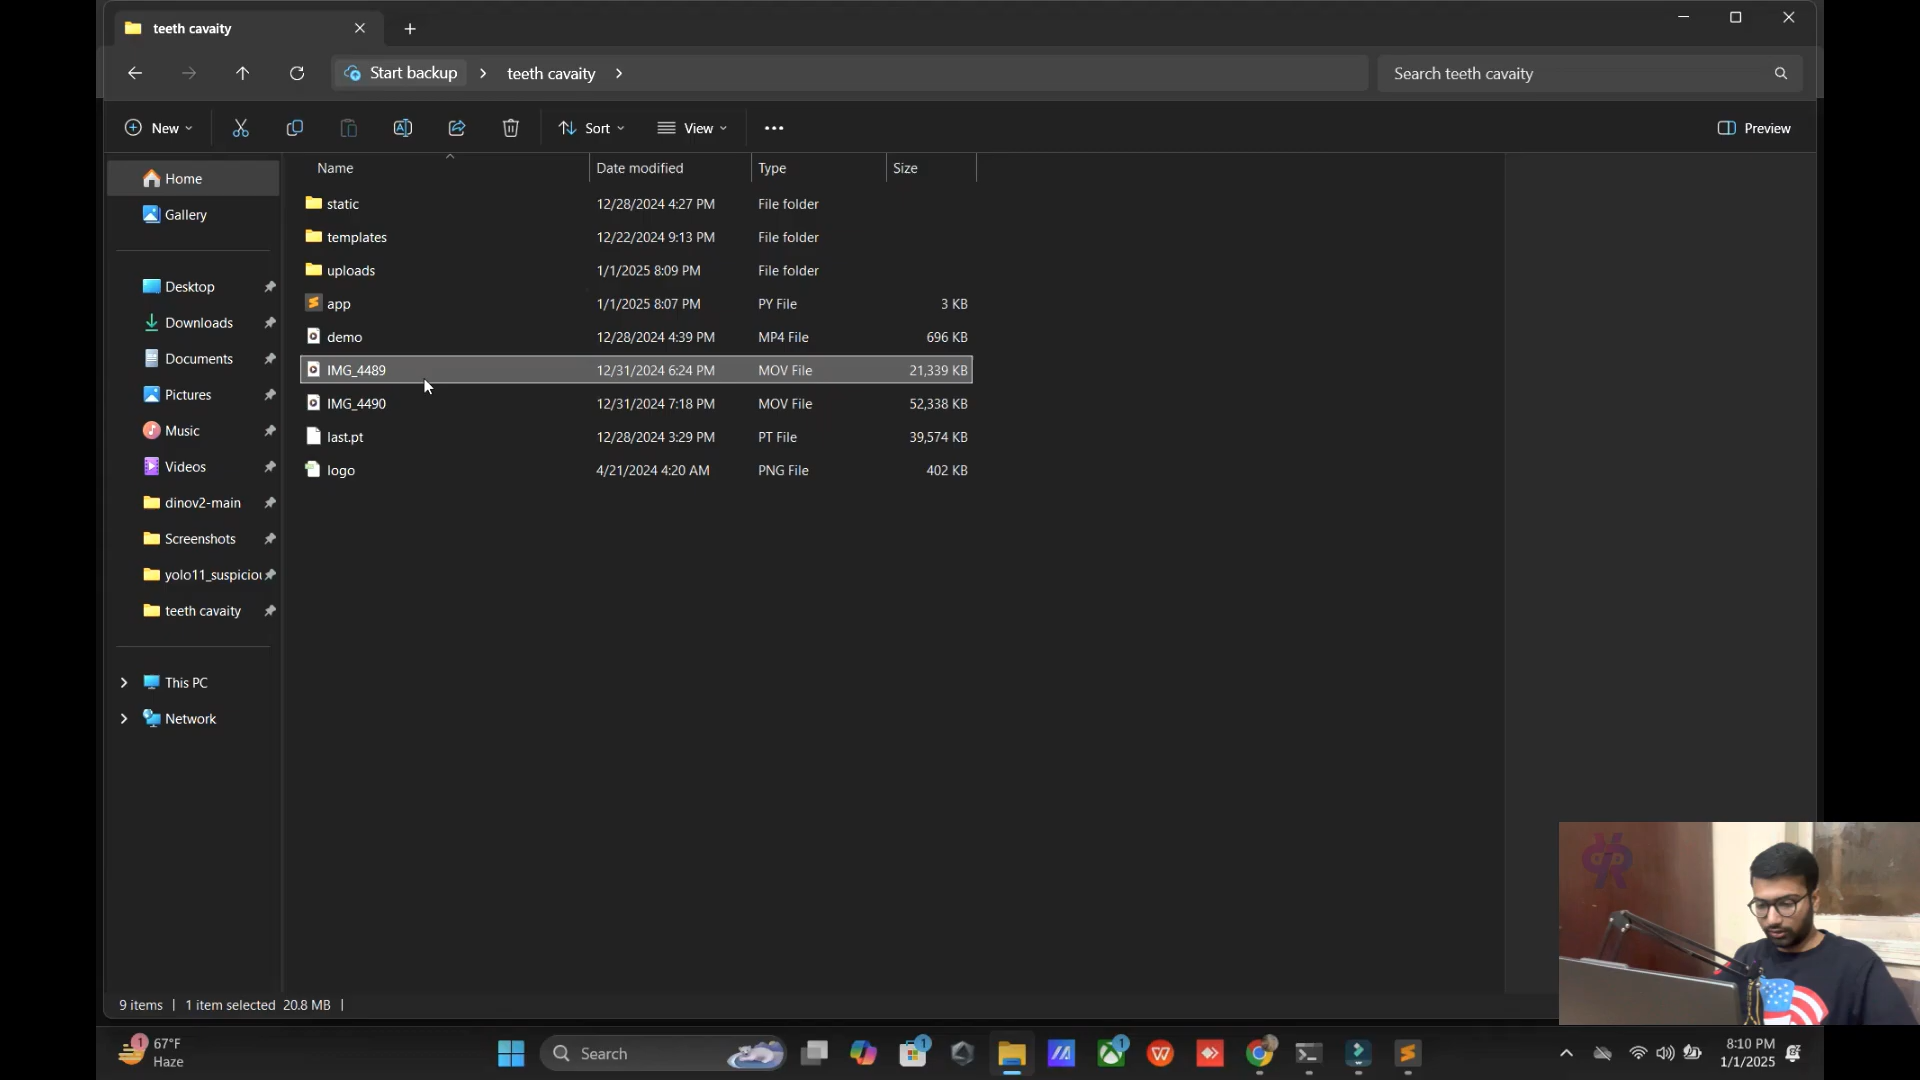 teeth cavaity
Start backup > teeth cavaity >
Search teeth cavaity
New
Sort
View
Preview
Name Date modified Type Size
Home
Gallery
Desktop
Downloads
Documents
Pictures
Music
Videos
dinov2-main
Screenshots
yolo11_suspiciou
teeth cavaity
This PC
Network
static 12/28/2024 4:27 PM File folder
templates 12/22/2024 9:13 PM File folder
uploads 1/1/2025 8:09 PM File folder
app 1/1/2025 8:07 PM PY File 3 KB
demo 12/28/2024 4:39 PM MP4 File 696 KB
IMG_4489 12/31/2024 6:24 PM MOV File 21,339 KB
IMG_4490 12/31/2024 7:18 PM MOV File 52,338 KB
last.pt 12/28/2024 3:29 PM PT File 39,574 KB
logo 4/21/2024 4:20 AM PNG File 402 KB
9 items | 1 item selected 20.8 MB |
1
67°F
Haze
Search
1
1
8:10 PM
1/1/2025